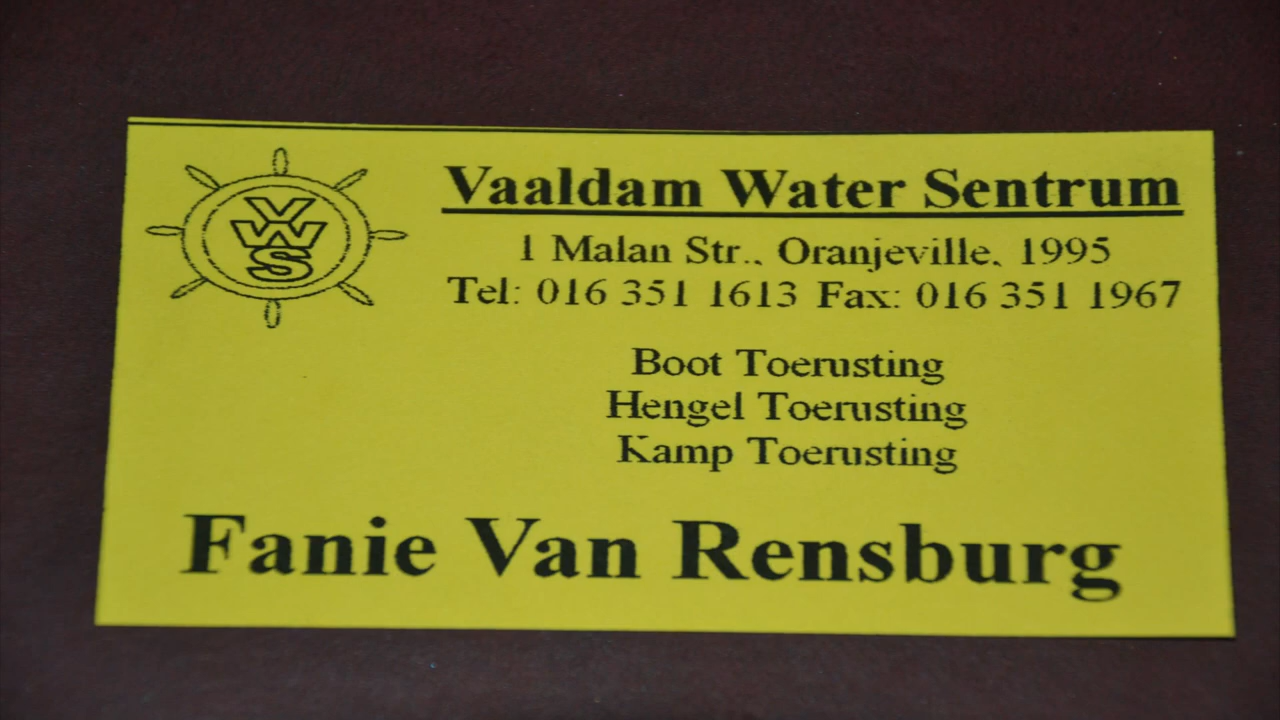 VWS
Vaaldam Water Sentrum
1 Malan Str., Oranjeville, 1995
Tel: 016 351 1613 Fax: 016 351 1967
Boot Toerusting
Hengel Toerusting
Kamp Toerusting
Fanie Van Rensburg